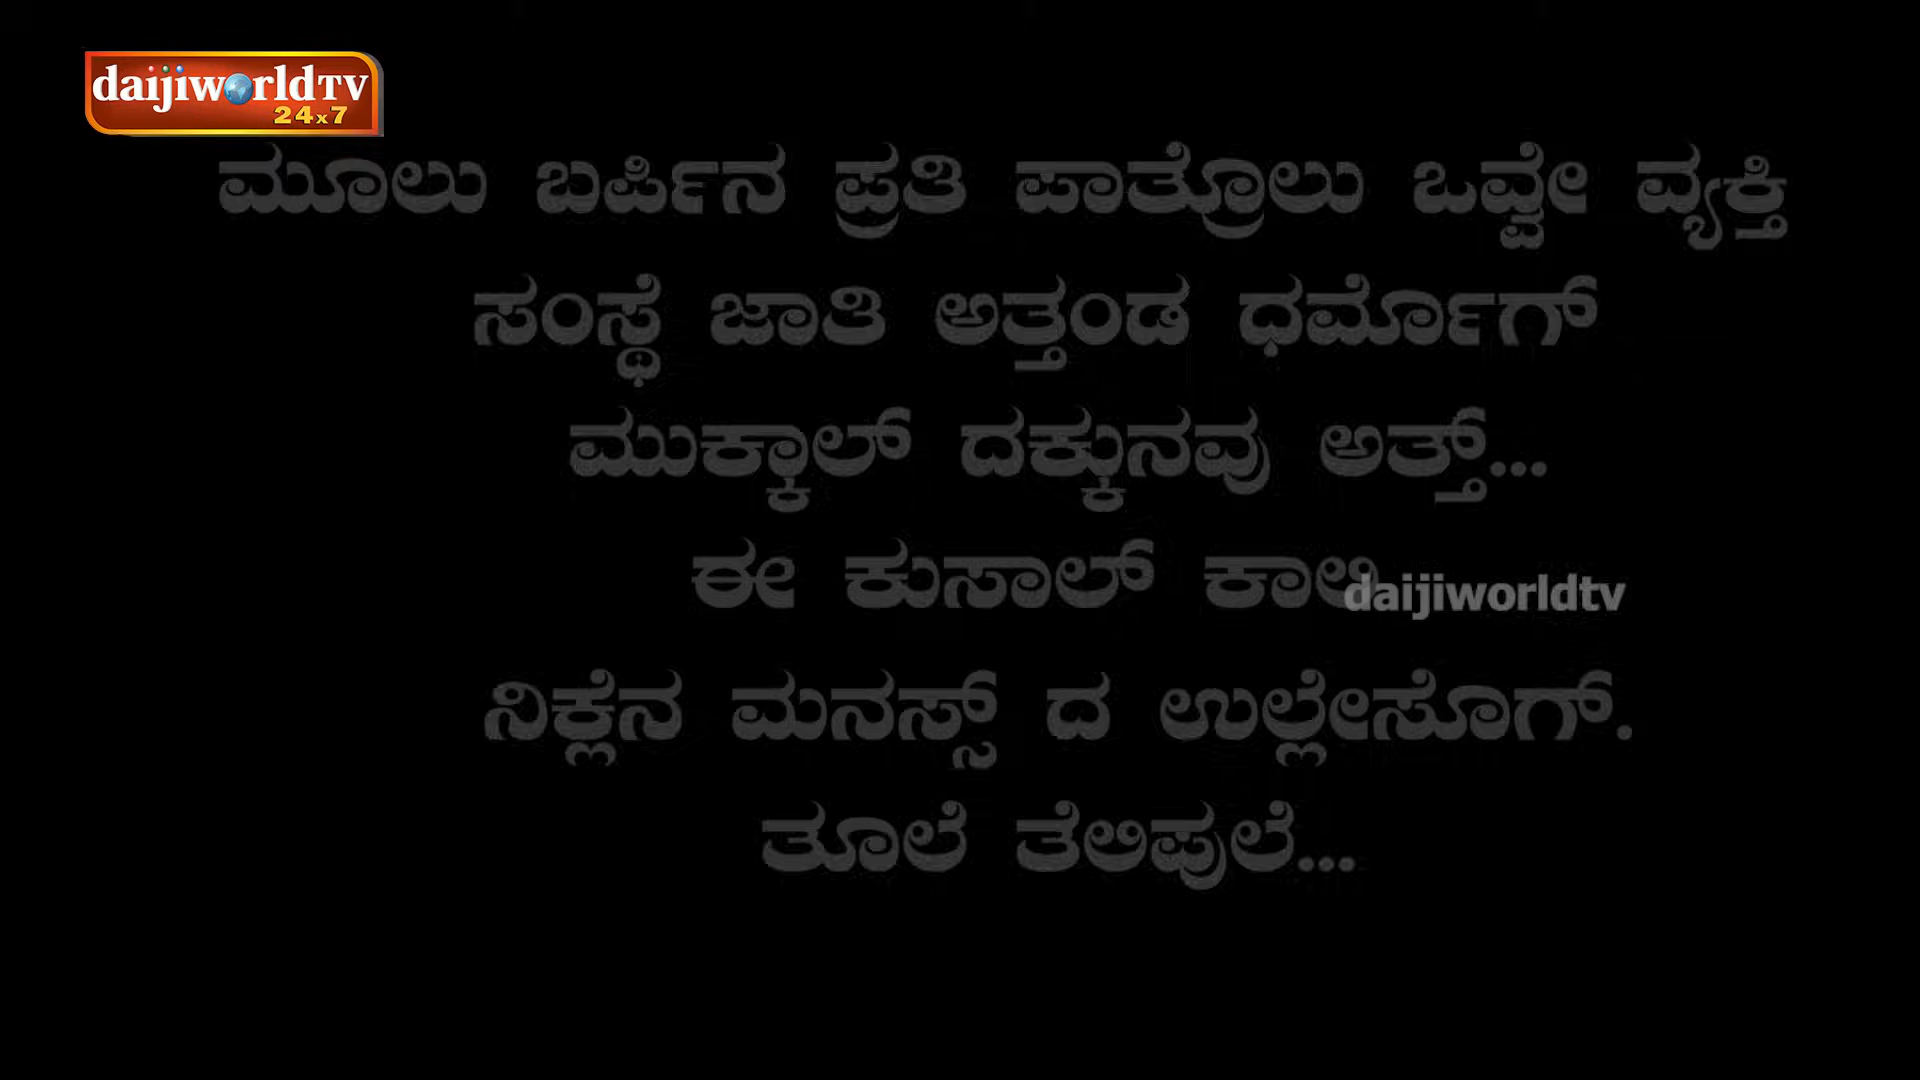 daijiworldTV
24x7
ಮೂಲು ಬರ್ಪಿನ ಪ್ರತಿ ಪಾತ್ರೊಲು ಒವ್ವೇ ವ್ಯಕ್ತಿ
ಸಂಸ್ಥೆ ಜಾತಿ ಅತ್ತಂಡ ಧರ್ಮೊಗ್
ಮುಕ್ಕಾಲ್ ದಕ್ಕುನವು ಅತ್ತ್...
ಈ ಕುಸಾಲ್ ಕಾಲಿ
daijiworldtv
ನಿಕ್ಲೆನ ಮನಸ್ಸ್ ದ ಉಲ್ಲೇಸೊಗ್.
ತೂಲೆ ತೆಲಿಪುಲೆ...